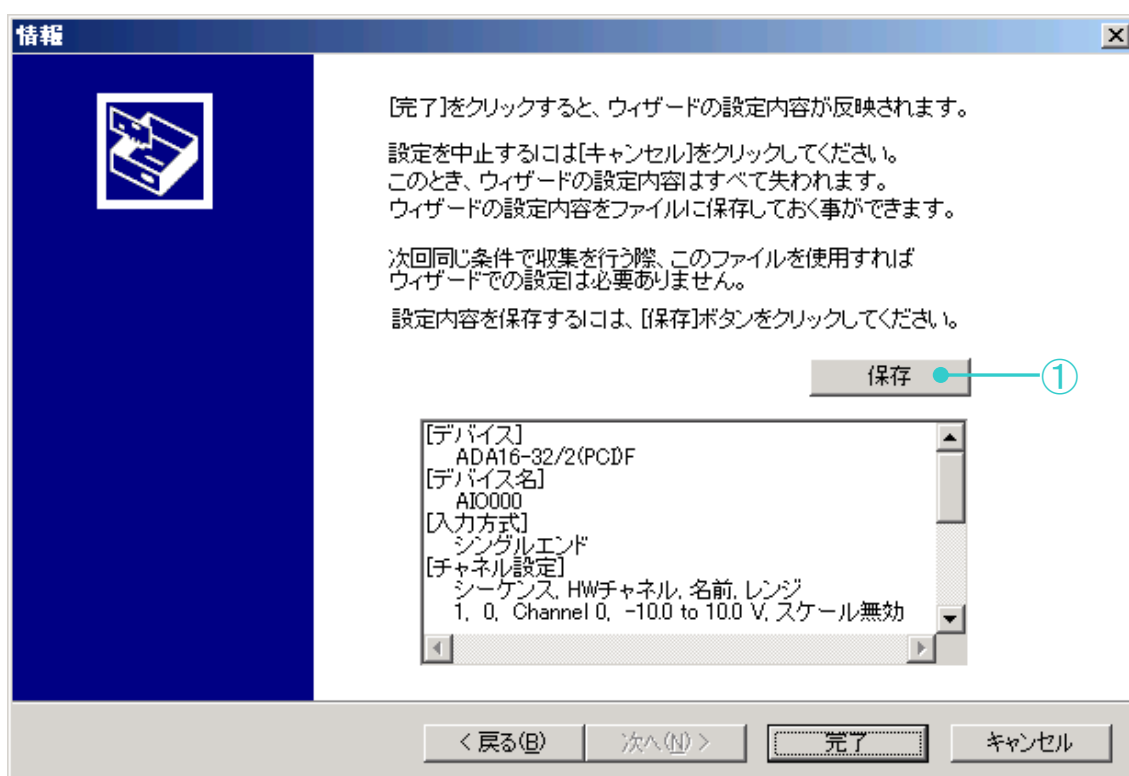 情報
[完了]をクリックすると、ウィザードの設定内容が反映されます。
設定を中止するには[キャンセル]をクリックしてください。
このとき、ウィザードの設定内容はすべて失われます。
ウィザードの設定内容をファイルに保存しておく事ができます。
次回同じ条件で収集を行う際、このファイルを使用すれば
ウィザードでの設定は必要ありません。
設定内容を保存するには、[保存]ボタンをクリックしてください。
保存 ①
[デバイス]
ADA16-32/2(PCI)F
[デバイス名]
AIO000
[入力方式]
シングルエンド
[チャネル設定]
シーケンス, HWチャネル, 名前, レンジ
1, 0, Channel 0, -10.0 to 10.0 V, スケール無効
< 戻る(B) 次へ(N) > 完了 キャンセル